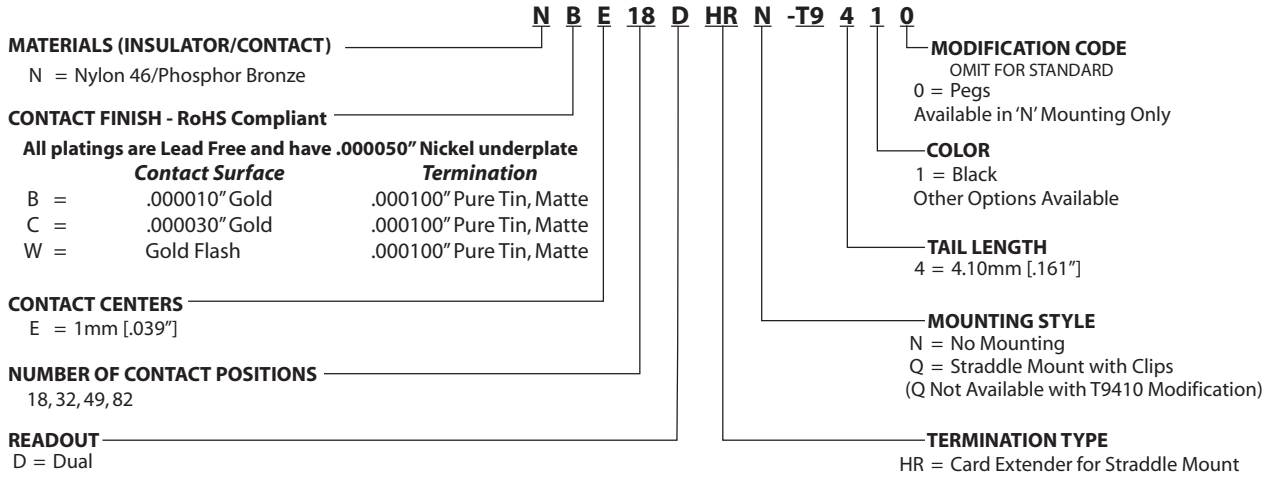 N B E 18 D HR N -T9 4 1 0
MATERIALS (INSULATOR/CONTACT)
N = Nylon 46/Phosphor Bronze
CONTACT FINISH - RoHS Compliant
All platings are Lead Free and have .000050” Nickel underplate
Contact Surface Termination
B = .000010” Gold .000100” Pure Tin, Matte
C = .000030” Gold .000100” Pure Tin, Matte
W = Gold Flash .000100” Pure Tin, Matte
CONTACT CENTERS
E = 1mm [.039”]
NUMBER OF CONTACT POSITIONS
18, 32, 49, 82
READOUT
D = Dual
MODIFICATION CODE
OMIT FOR STANDARD
0 = Pegs
Available in ‘N’ Mounting Only
COLOR
1 = Black
Other Options Available
TAIL LENGTH
4 = 4.10mm [.161”]
MOUNTING STYLE
N = No Mounting
Q = Straddle Mount with Clips
(Q Not Available with T9410 Modification)
TERMINATION TYPE
HR = Card Extender for Straddle Mount